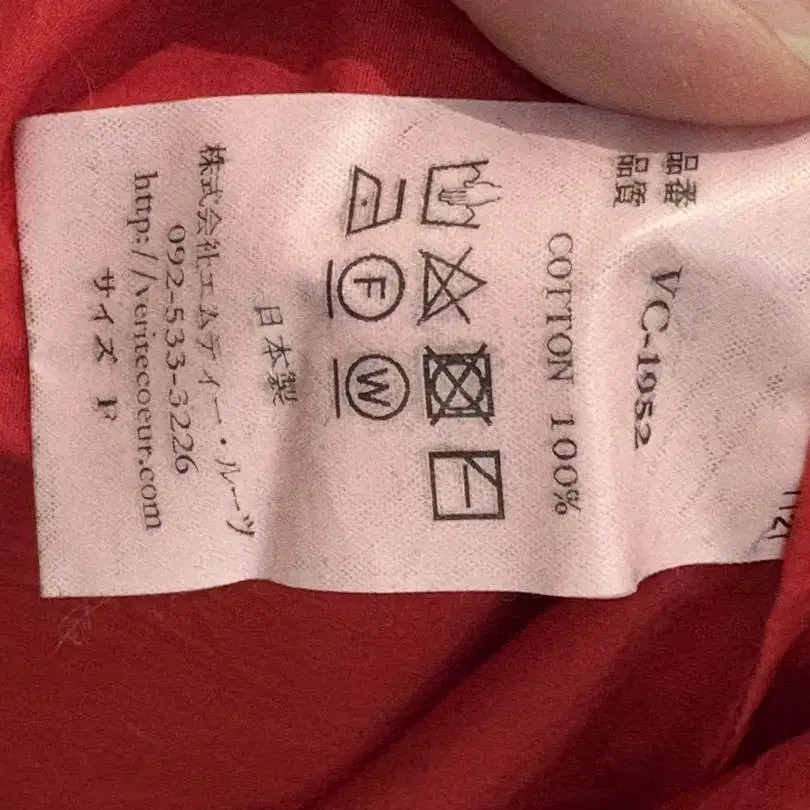 品番
VC-1952
品質
COTTON 100%
F
W
日本製
株式会社エムディー・ルーツ
092-533-3226
http://veritecoeur.com
サイズ F